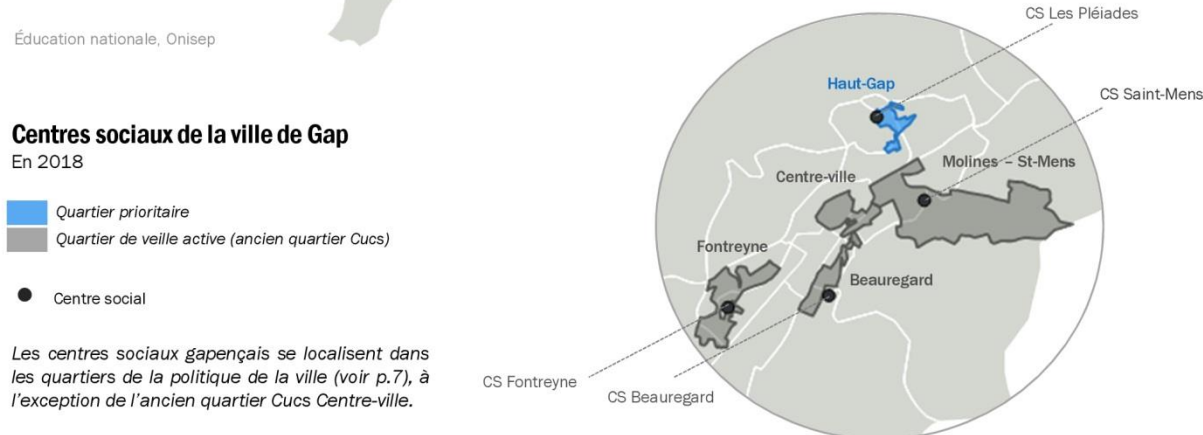 Éducation nationale, Onisep
Centres sociaux de la ville de Gap
En 2018
Quartier prioritaire
Quartier de veille active (ancien quartier Cucs)
Centre social
Les centres sociaux gapençais se localisent dans
les quartiers de la politique de la ville (voir p.7), à
l'exception de l'ancien quartier Cucs Centre-ville.
CS Les Pléiades
Haut-Gap
CS Saint-Mens
Molines – St-Mens
Centre-ville
Fontreyne
Beauregard
CS Fontreyne
CS Beauregard